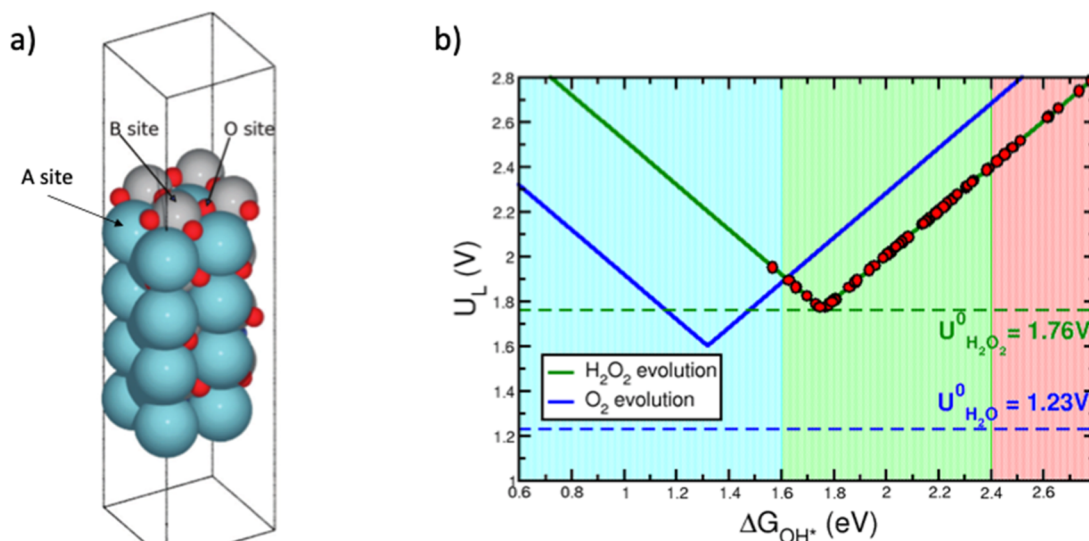 a)
B site
O site
A site
b)
U_L (V)
2.8
2.6
2.4
2.2
2
1.8
1.6
1.4
1.2
1
U⁰H₂O₂ = 1.76V
H₂O₂ evolution
O₂ evolution
U⁰H₂O = 1.23V
0.6 0.8 1 1.2 1.4 1.6 1.8 2 2.2 2.4 2.6
ΔG_OH* (eV)